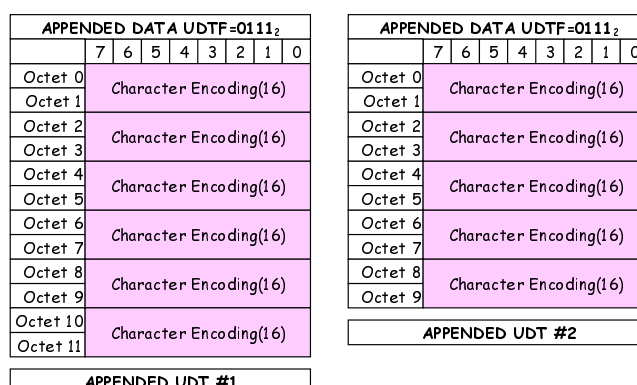 APPENDED DATA UDTF=0111₂
7 6 5 4 3 2 1 0
Octet 0
Character Encoding(16)
Octet 1
Octet 2
Character Encoding(16)
Octet 3
Octet 4
Character Encoding(16)
Octet 5
Octet 6
Character Encoding(16)
Octet 7
Octet 8
Character Encoding(16)
Octet 9
Octet 10
Character Encoding(16)
Octet 11
APPENDED UDT #1
APPENDED DATA UDTF=0111₂
7 6 5 4 3 2 1 0
Octet 0
Character Encoding(16)
Octet 1
Octet 2
Character Encoding(16)
Octet 3
Octet 4
Character Encoding(16)
Octet 5
Octet 6
Character Encoding(16)
Octet 7
Octet 8
Character Encoding(16)
Octet 9
APPENDED UDT #2